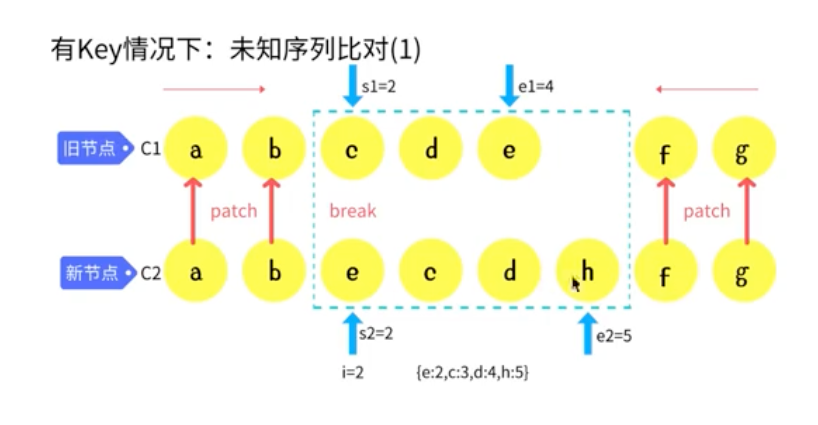 有Key情况下：未知序列比对(1)
s1=2 e1=4
旧节点 C1 a b c d e f g
patch break patch
新节点 C2 a b e c d h f g
s2=2 e2=5
i=2 {e:2,c:3,d:4,h:5}